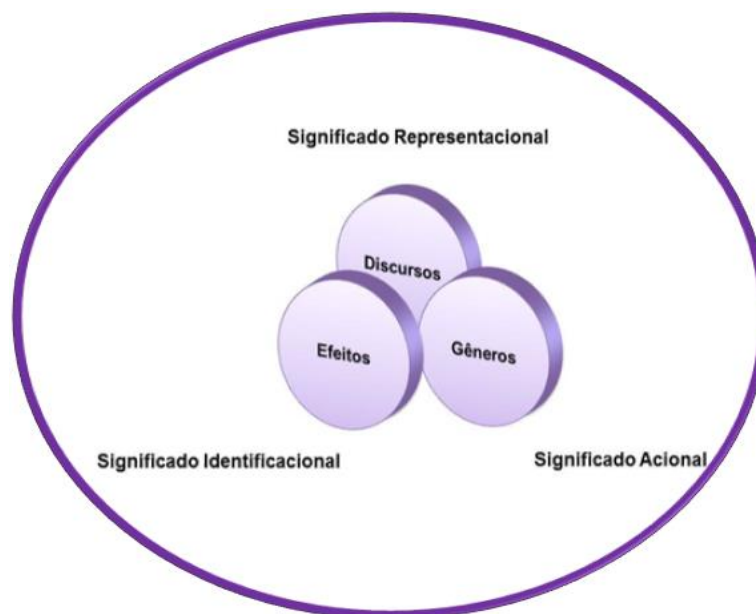 Significado Representacional
Discursos
Efeitos
Gêneros
Significado Identificacional
Significado Acional